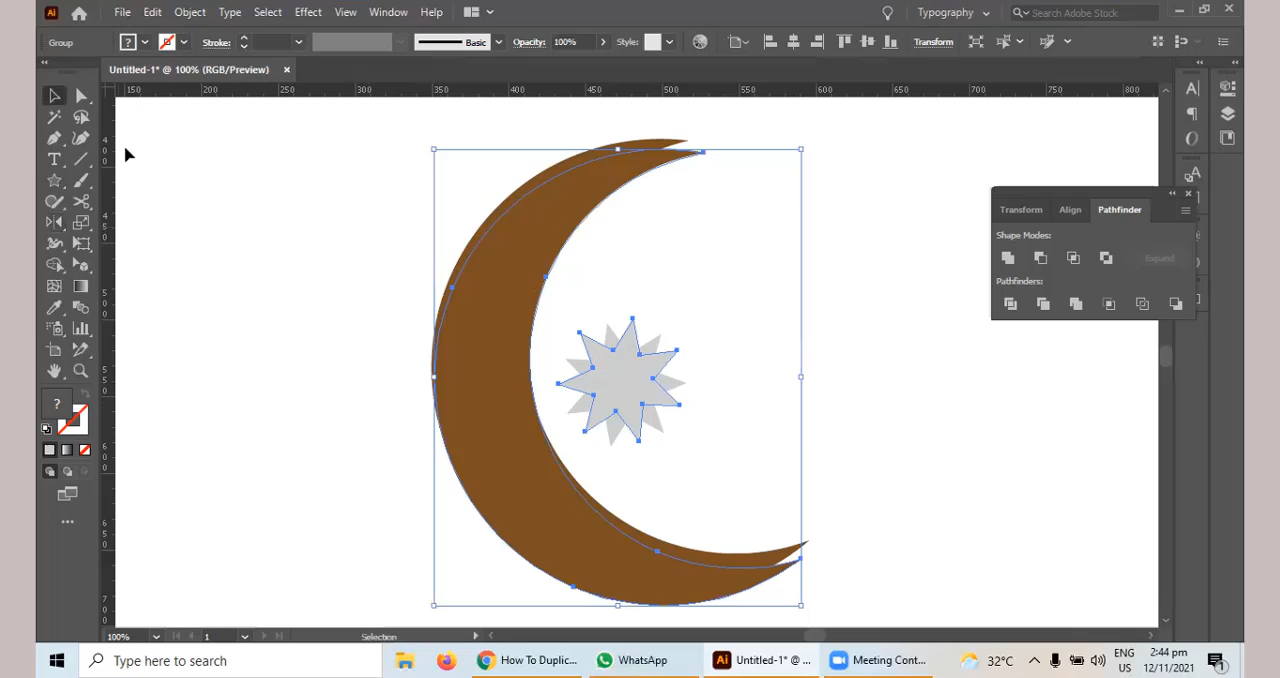 Ai File Edit Object Type Select Effect View Window Help Typography Search Adobe Stock
Group ? Stroke: Basic Opacity: 100% Style: Transform
Untitled-1* @ 100% (RGB/Preview) ×
150 200 250 300 350 400 450 500 550 600 650 700 750 800
Transform Align Pathfinder
Shape Modes:
Expand
Pathfinders:
?
100% 1 Selection
Type here to search How To Duplic... WhatsApp Ai Untitled-1* @ ... Meeting Cont... 32°C ENG US 2:44 pm 12/11/2021 1